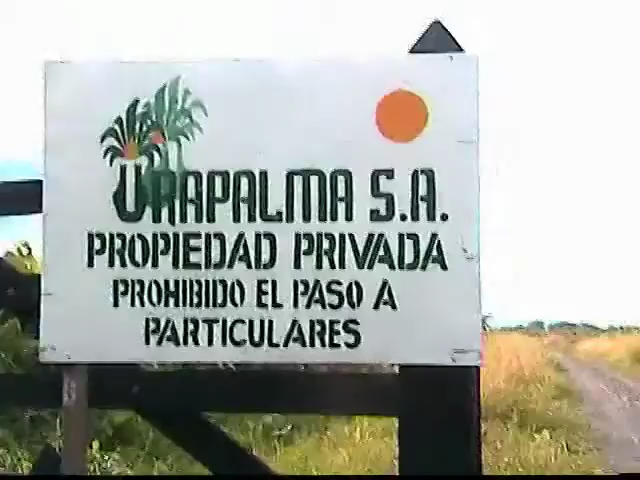 URAPALMA S.A.
PROPIEDAD PRIVADA
PROHIBIDO EL PASO A
PARTICULARES